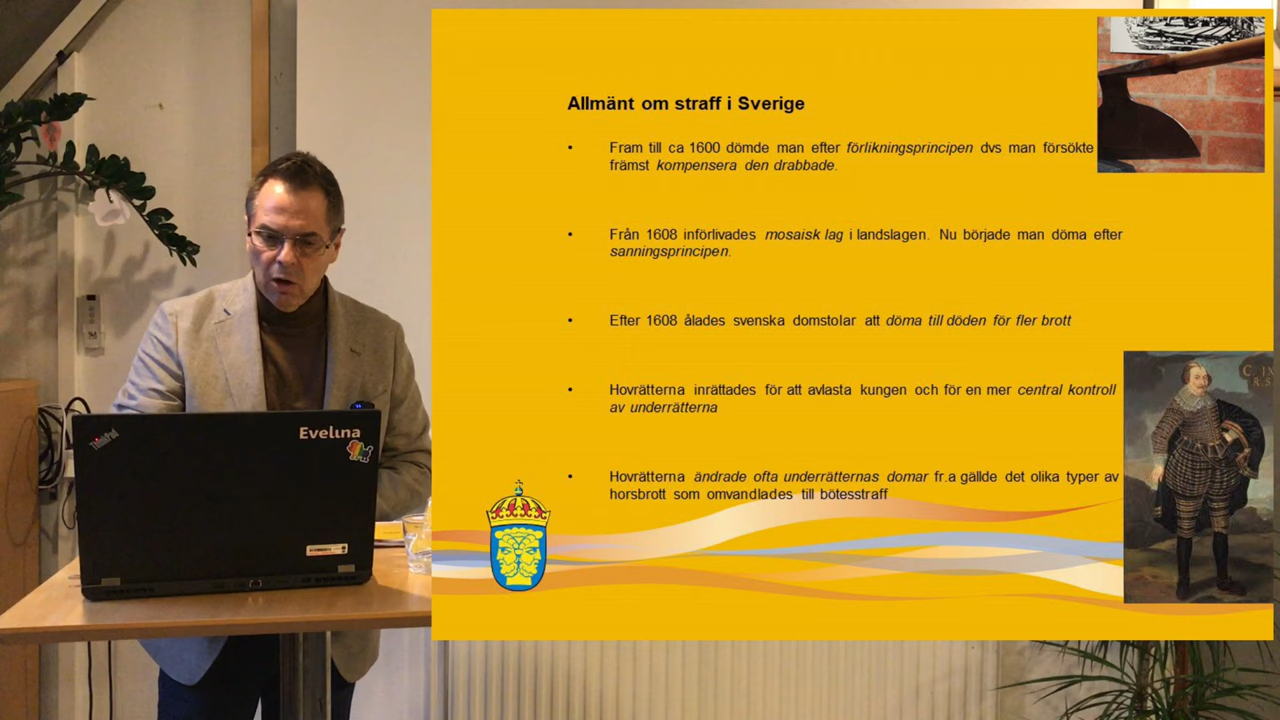 Allmänt om straff i Sverige
• Fram till ca 1600 dömde man efter förlikningsprincipen dvs man försökte
främst kompensera den drabbade.
• Från 1608 införlivades mosaisk lag i landslagen. Nu började man döma efter
sanningsprincipen.
• Efter 1608 ålades svenska domstolar att döma till döden för fler brott
• Hovrätterna inrättades för att avlasta kungen och för en mer central kontroll
av underrätterna
• Hovrätterna ändrade ofta underrätternas domar fr.a gällde det olika typer av
horsbrott som omvandlades till bötesstraff
C IX
R.S
ThinkPad
Evelina